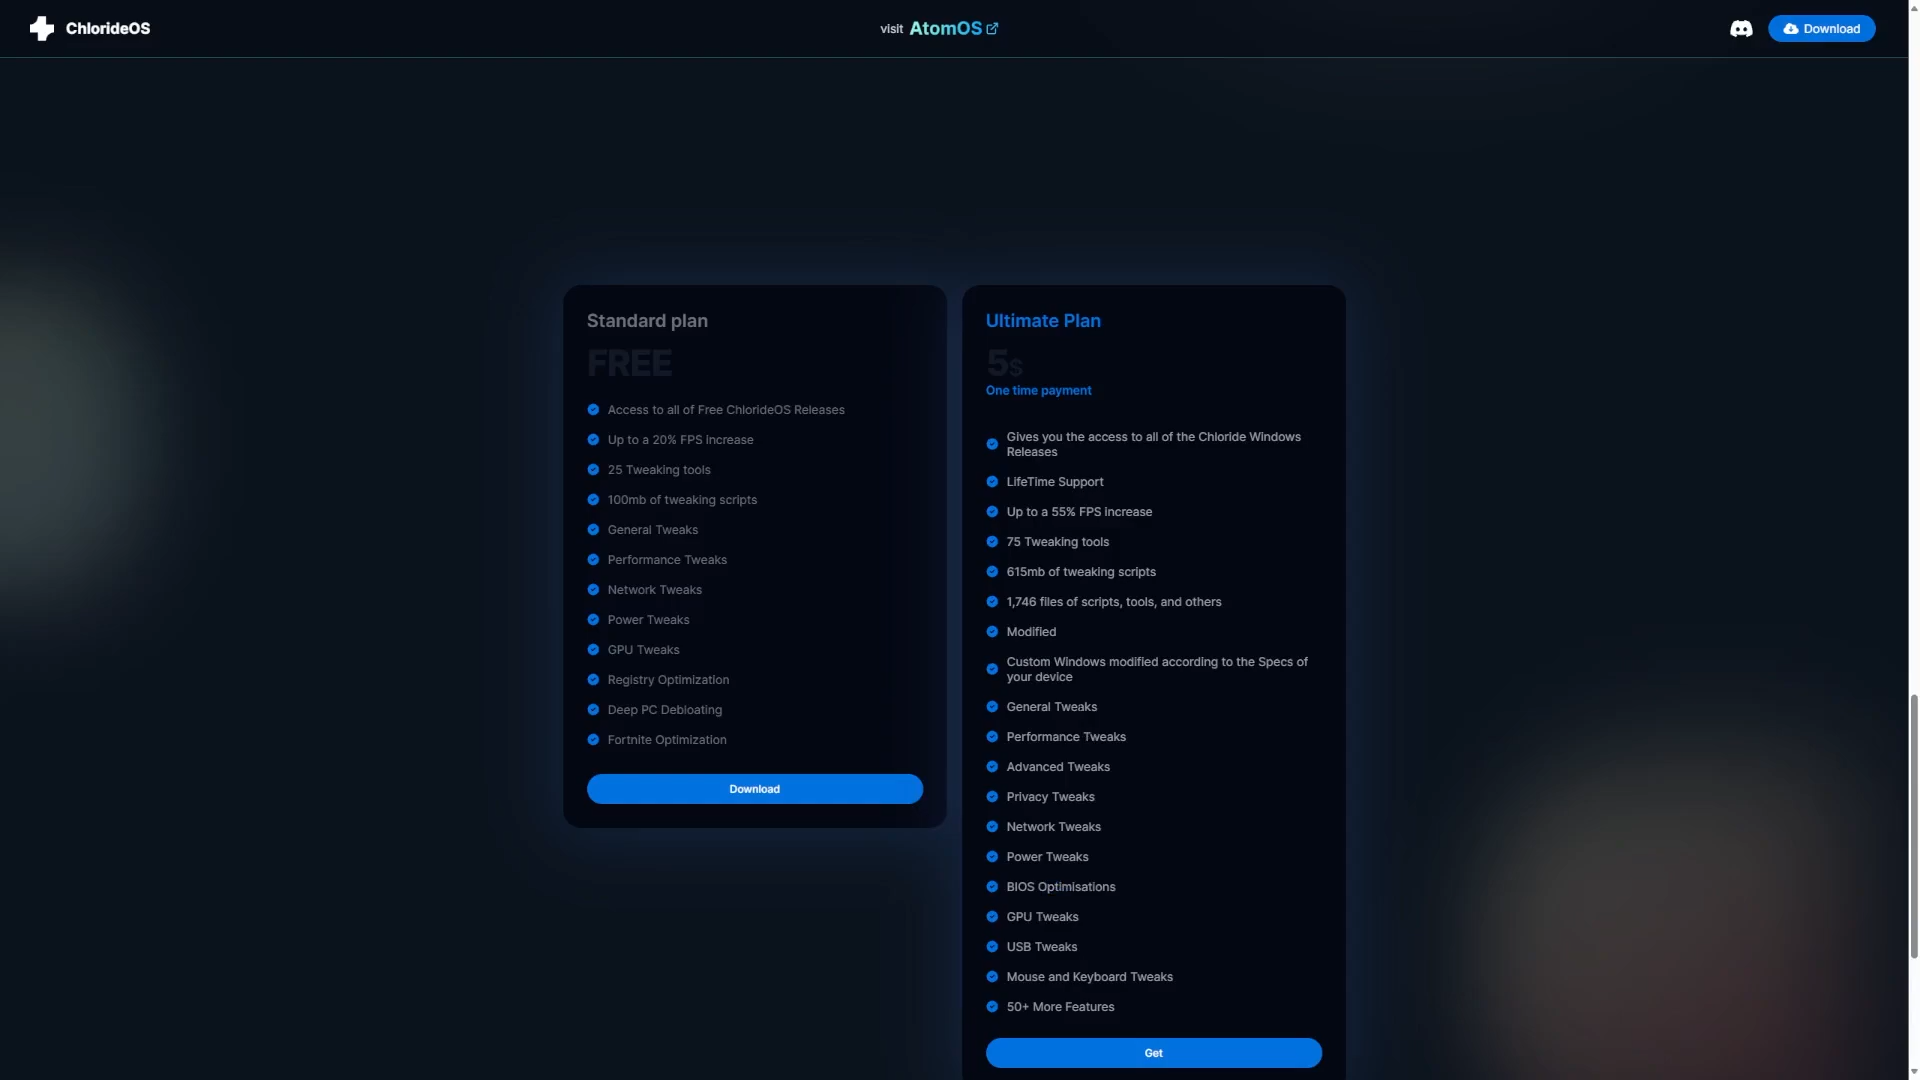 ChlorideOS
visit AtomOS
Download
Standard plan
FREE
Access to all of Free ChlorideOS Releases
Up to a 20% FPS Increase
25 Tweaking tools
100mb of tweaking scripts
General Tweaks
Performance Tweaks
Network Tweaks
Power Tweaks
GPU Tweaks
Registry Optimization
Deep PC Debloating
Fortnite Optimization
Download
Ultimate Plan
5$
One time payment
Gives you the access to all of the Chloride Windows
Releases
LifeTime Support
Up to a 55% FPS increase
75 Tweaking tools
615mb of tweaking scripts
1,746 files of scripts, tools, and others
Modified
Custom Windows modified according to the Specs of
your device
General Tweaks
Performance Tweaks
Advanced Tweaks
Privacy Tweaks
Network Tweaks
Power Tweaks
BIOS Optimisations
GPU Tweaks
USB Tweaks
Mouse and Keyboard Tweaks
50+ More Features
Get